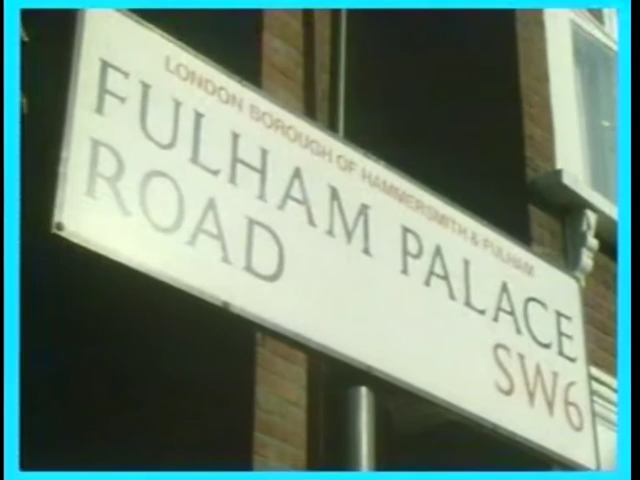 LONDON BOROUGH OF HAMMERSMITH & FULHAM
FULHAM PALACE
ROAD
SW6